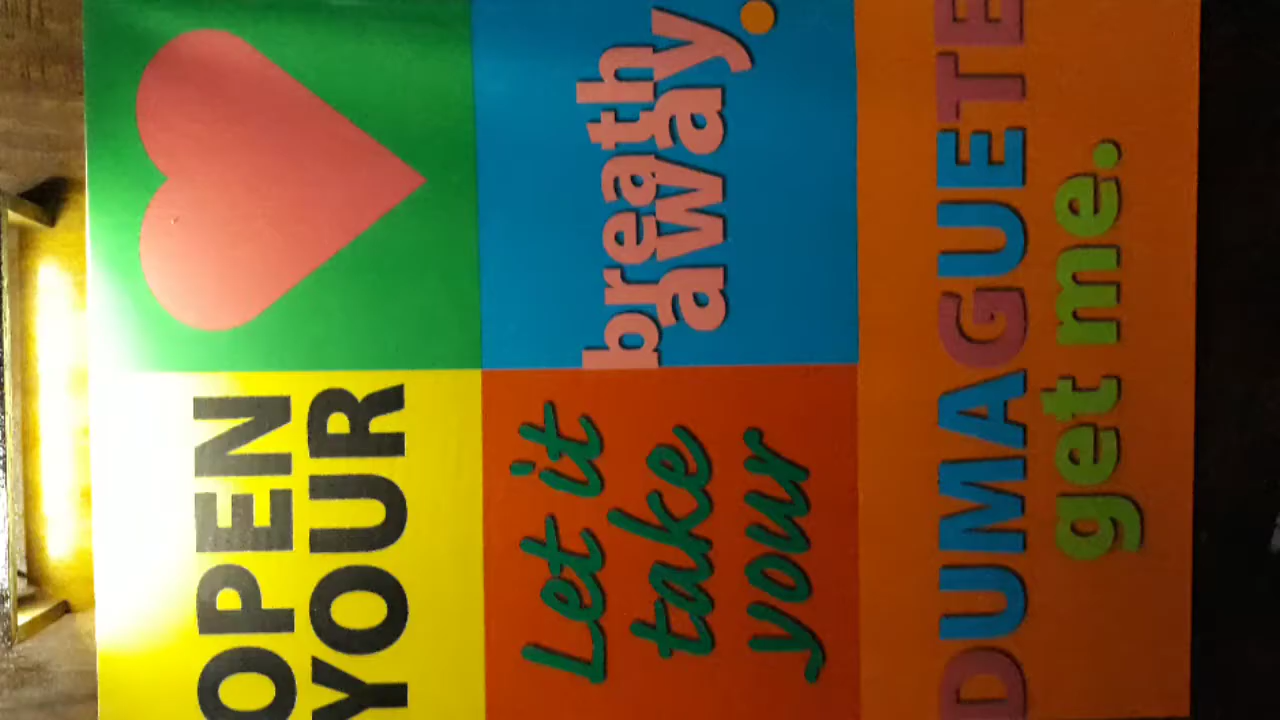 OPEN
YOUR
Let it
take
your
breath
away.
DUMAGUETE
get me.